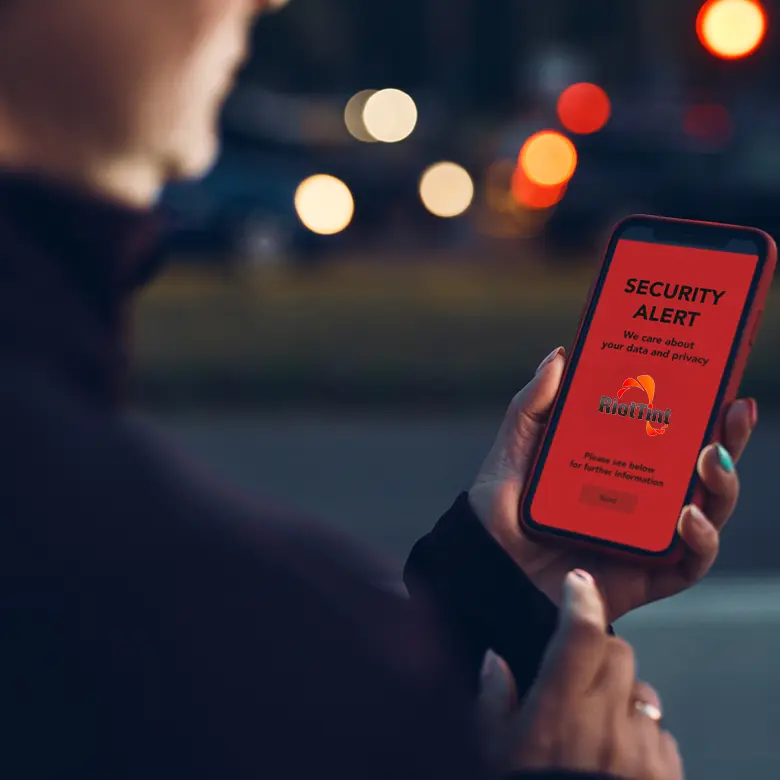 SECURITY
ALERT
We care about
your data and privacy
RiotTint
Please see below
for further information